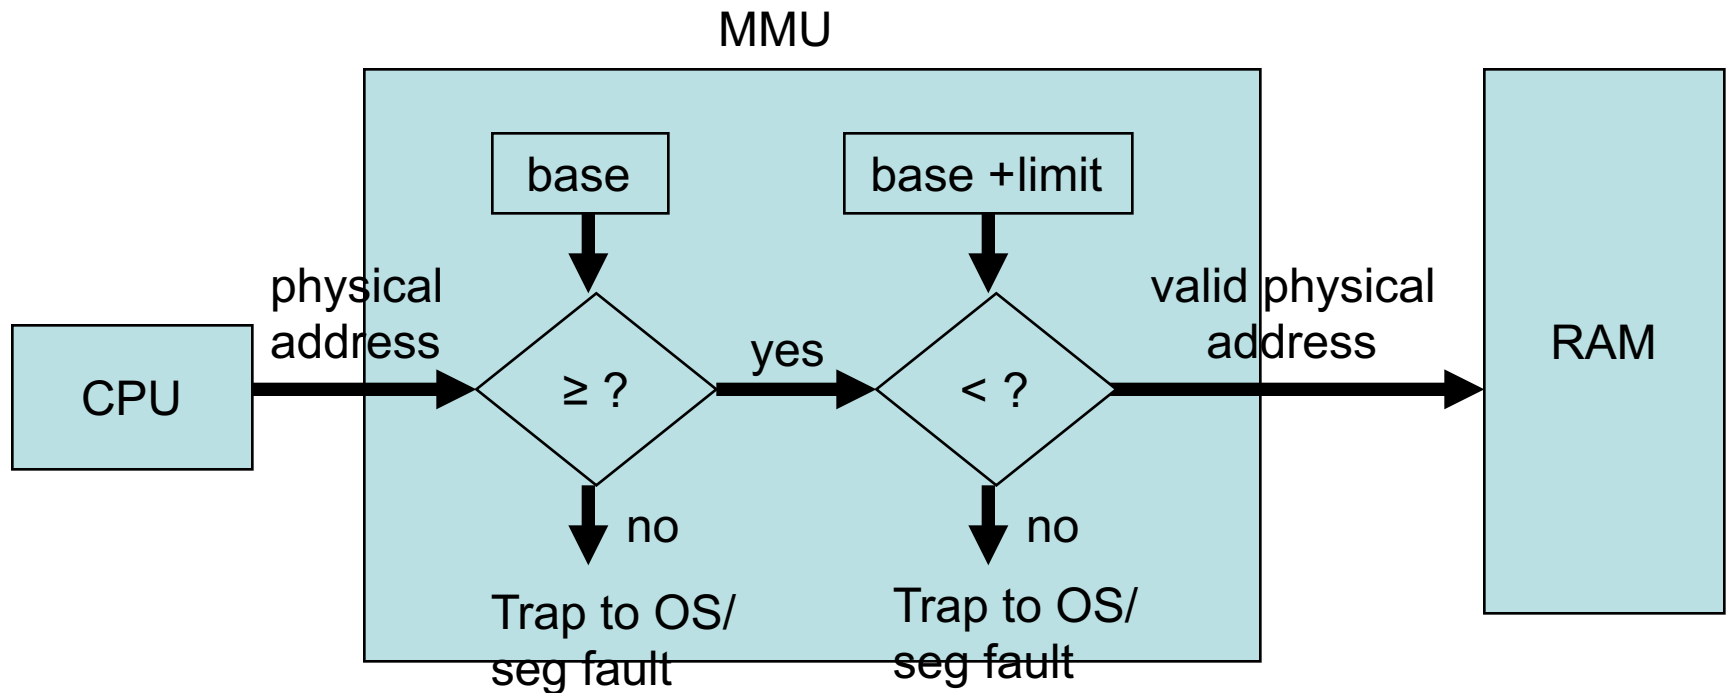 MMU
base
base +limit
physical
address
valid physical
address
CPU
≥ ?
yes
< ?
RAM
no
no
Trap to OS/
seg fault
Trap to OS/
seg fault